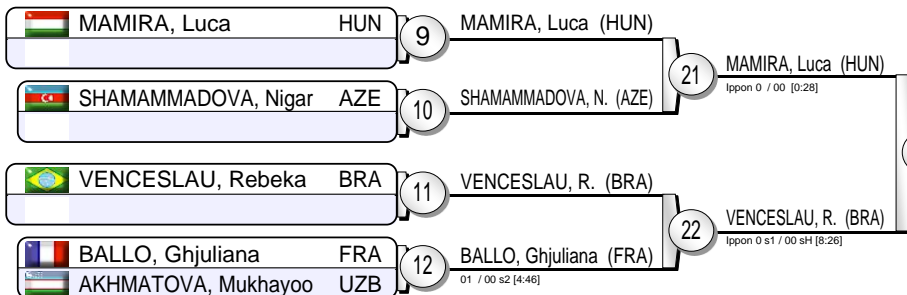 MAMIRA, Luca HUN
9
MAMIRA, Luca (HUN)
SHAMAMMADOVA, Nigar AZE
10
SHAMAMMADOVA, N. (AZE)
21
MAMIRA, Luca (HUN)
Ippon 0 / 00 [0:28]
VENCESLAU, Rebeka BRA
11
VENCESLAU, R. (BRA)
BALLO, Ghjuliana FRA
AKHMATOVA, Mukhayoo UZB
12
BALLO, Ghjuliana (FRA)
01 / 00 s2 [4:46]
22
VENCESLAU, R. (BRA)
Ippon 0 s1 / 00 sH [8:26]